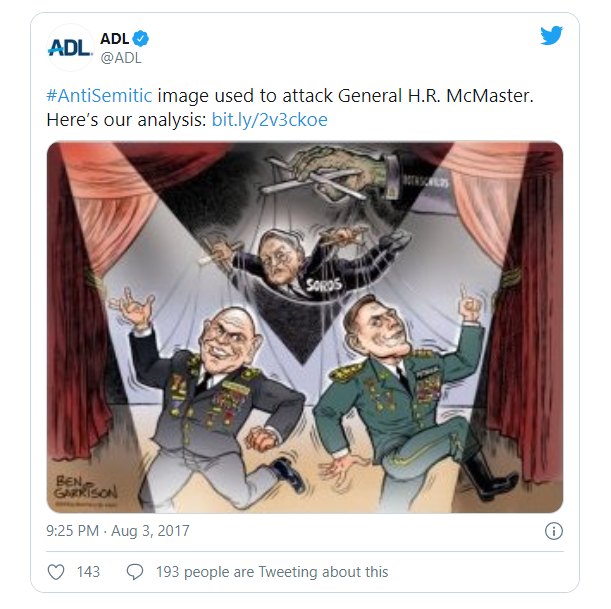 ADL.
ADL
@ADL
#AntiSemitic image used to attack General H.R. McMaster.
Here's our analysis: bit.ly/2v3ckoe
ROTHSCHILDS
SOROS
BEN
GARRISON
9:25 PM · Aug 3, 2017
143
193 people are Tweeting about this